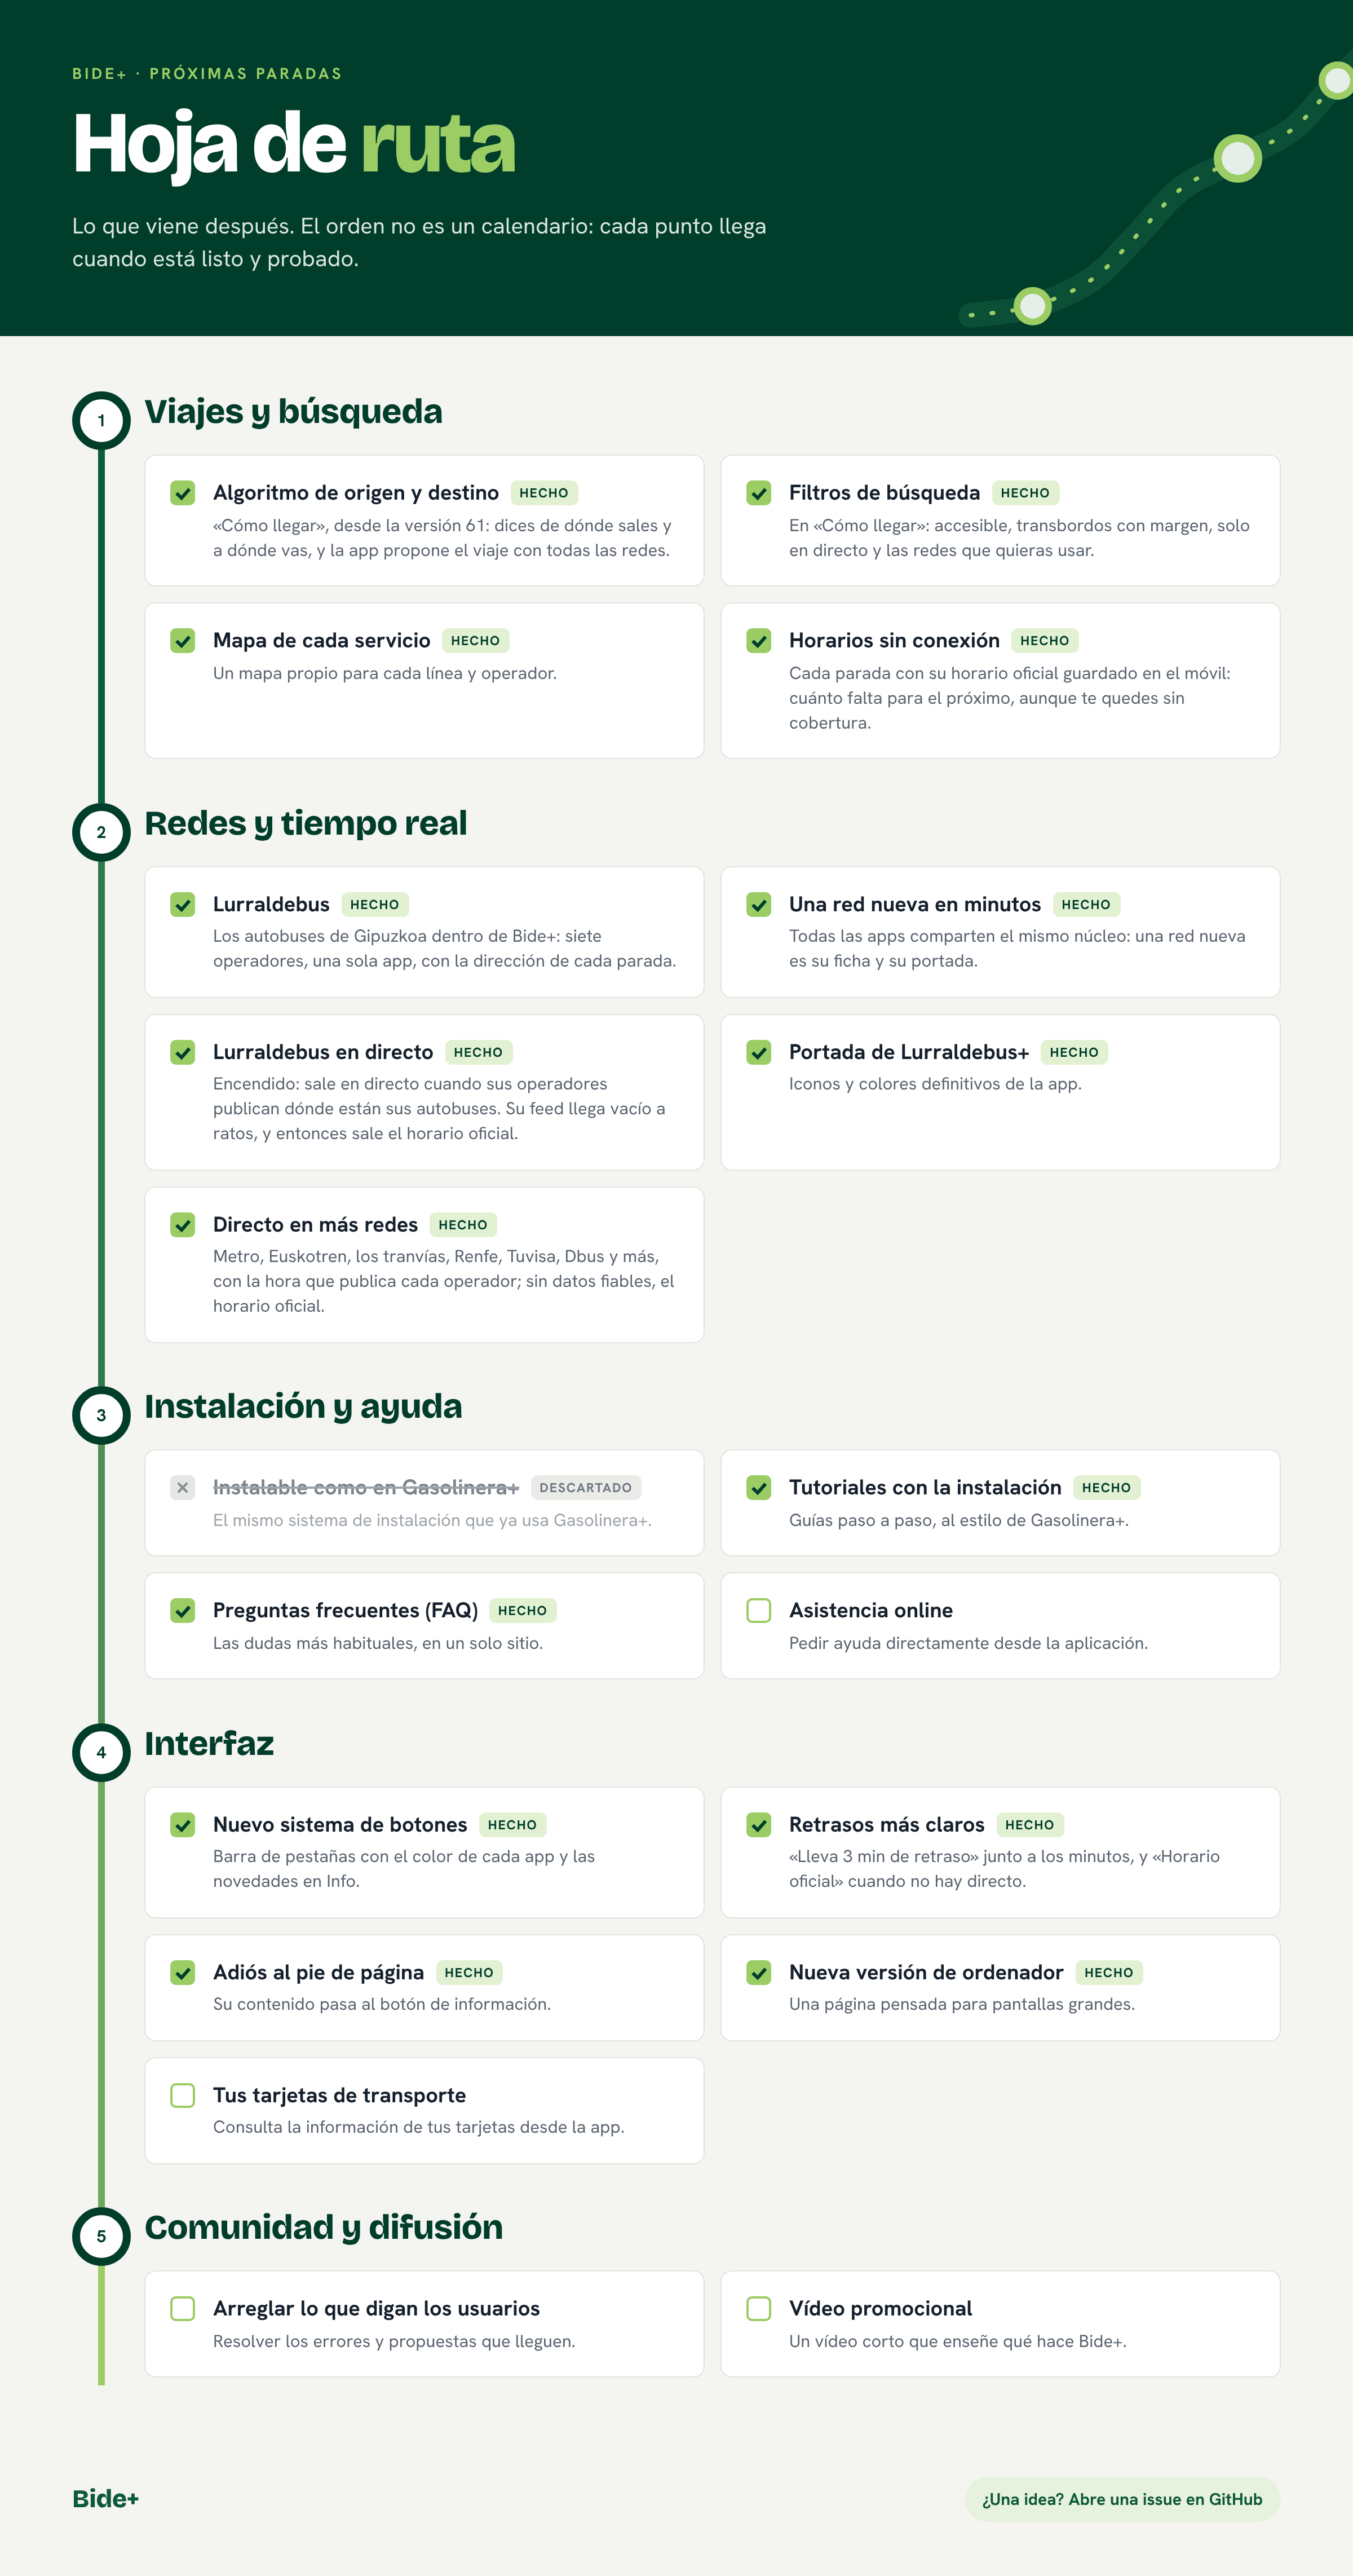 BIDE+ · PRÓXIMAS PARADAS
Hoja de ruta
Lo que viene después. El orden no es un calendario: cada punto llega
cuando está listo y probado.
1
Viajes y búsqueda
Algoritmo de origen y destino HECHO
«Cómo llegar», desde la versión 61: dices de dónde sales y
a dónde vas, y la app propone el viaje con todas las redes.
Filtros de búsqueda HECHO
En «Cómo llegar»: accesible, transbordos con margen, solo
en directo y las redes que quieras usar.
Mapa de cada servicio HECHO
Un mapa propio para cada línea y operador.
Horarios sin conexión HECHO
Cada parada con su horario oficial guardado en el móvil:
cuánto falta para el próximo, aunque te quedes sin
cobertura.
2
Redes y tiempo real
Lurraldebus HECHO
Los autobuses de Gipuzkoa dentro de Bide+: siete
operadores, una sola app, con la dirección de cada parada.
Una red nueva en minutos HECHO
Todas las apps comparten el mismo núcleo: una red nueva
es su ficha y su portada.
Lurraldebus en directo HECHO
Encendido: sale en directo cuando sus operadores
publican dónde están sus autobuses. Su feed llega vacío a
ratos, y entonces sale el horario oficial.
Portada de Lurraldebus+ HECHO
Iconos y colores definitivos de la app.
Directo en más redes HECHO
Metro, Euskotren, los tranvías, Renfe, Tuvisa, Dbus y más,
con la hora que publica cada operador; sin datos fiables, el
horario oficial.
3
Instalación y ayuda
Instalable como en Gasolinera+ DESCARTADO
El mismo sistema de instalación que ya usa Gasolinera+.
Tutoriales con la instalación HECHO
Guías paso a paso, al estilo de Gasolinera+.
Preguntas frecuentes (FAQ) HECHO
Las dudas más habituales, en un solo sitio.
Asistencia online
Pedir ayuda directamente desde la aplicación.
4
Interfaz
Nuevo sistema de botones HECHO
Barra de pestañas con el color de cada app y las
novedades en Info.
Retrasos más claros HECHO
«Lleva 3 min de retraso» junto a los minutos, y «Horario
oficial» cuando no hay directo.
Adiós al pie de página HECHO
Su contenido pasa al botón de información.
Nueva versión de ordenador HECHO
Una página pensada para pantallas grandes.
Tus tarjetas de transporte
Consulta la información de tus tarjetas desde la app.
5
Comunidad y difusión
Arreglar lo que digan los usuarios
Resolver los errores y propuestas que lleguen.
Vídeo promocional
Un vídeo corto que enseñe qué hace Bide+.
Bide+
¿Una idea? Abre una issue en GitHub